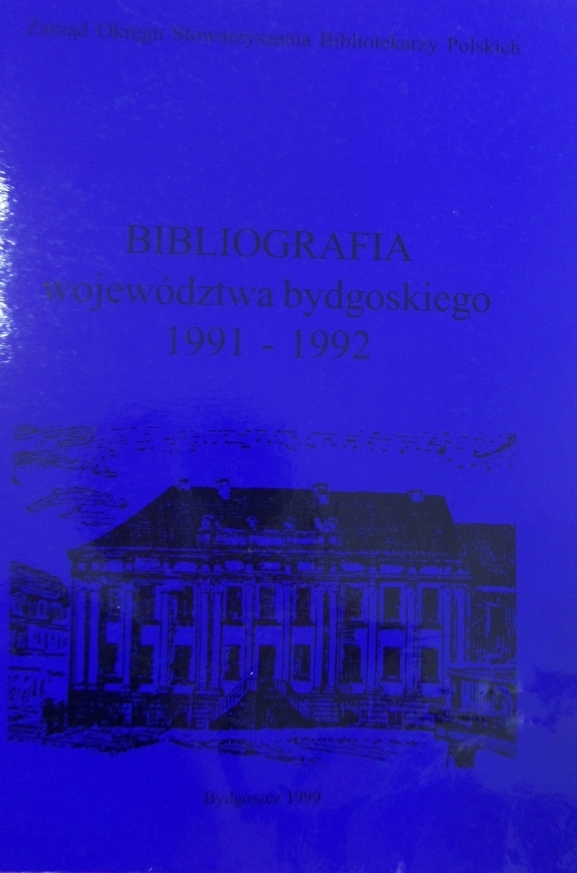 Zarząd Okręgu Stowarzyszenia Bibliotekarzy Polskich
BIBLIOGRAFIA
województwa bydgoskiego
1991 - 1992
Bydgoszcz 1999